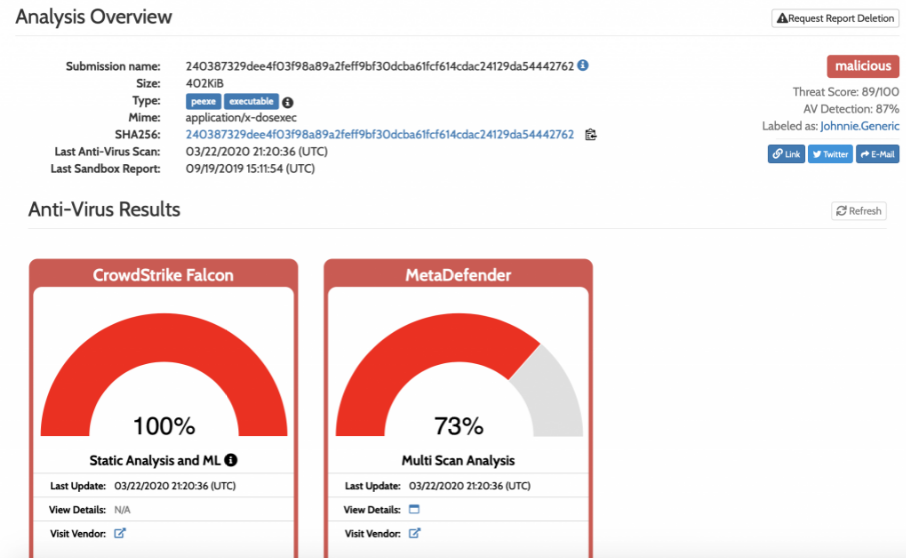 Analysis Overview
Request Report Deletion
Submission name: 240387329dee4f03f98a89a2feff9bf30dcba61fcf614cdac24129da54442762
malicious
Size: 402KiB
Threat Score: 89/100
Type: peexe executable
AV Detection: 87%
Mime: application/x-dosexec
Labeled as: Johnnie.Generic
SHA256: 240387329dee4f03f98a89a2feff9bf30dcba61fcf614cdac24129da54442762
Last Anti-Virus Scan: 03/22/2020 21:20:36 (UTC)
Link Twitter E-Mail
Last Sandbox Report: 09/19/2019 15:11:54 (UTC)
Anti-Virus Results
Refresh
CrowdStrike Falcon
100%
Static Analysis and ML
Last Update: 03/22/2020 21:20:36 (UTC)
View Details: N/A
Visit Vendor:
MetaDefender
73%
Multi Scan Analysis
Last Update: 03/22/2020 21:20:36 (UTC)
View Details:
Visit Vendor: